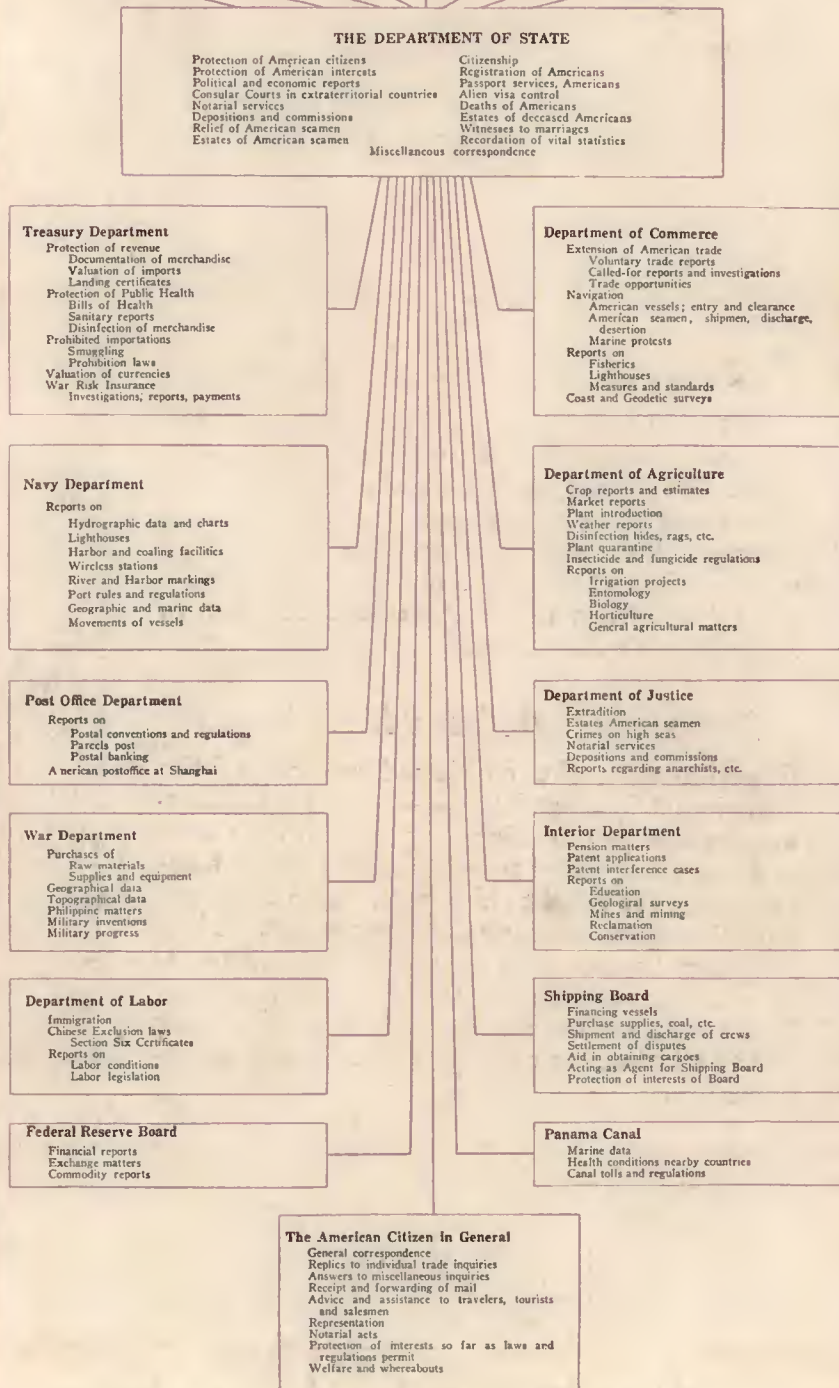 THE DEPARTMENT OF STATE
Protection of American citizens
Protection of American interests
Political and economic reports
Consular Courts in extraterritorial countries
Notarial services
Depositions and commissions
Relief of American seamen
Estates of American seamen
Citizenship
Registration of Americans
Passport services, Americans
Alien visa control
Deaths of Americans
Estates of deceased Americans
Witnesses to marriages
Recordation of vital statistics
Miscellaneous correspondence
Treasury Department
Protection of revenue
Documentation of merchandise
Valuation of imports
Landing certificates
Protection of Public Health
Bills of Health
Sanitary reports
Disinfection of merchandise
Prohibited importations
Smuggling
Prohibition laws
Valuation of currencies
War Risk Insurance
Investigations, reports, payments
Navy Department
Reports on
Hydrographic data and charts
Lighthouses
Harbor and coaling facilities
Wireless stations
River and Harbor markings
Port rules and regulations
Geographic and marine data
Movements of vessels
Post Office Department
Reports on
Postal conventions and regulations
Parcels post
Postal banking
A nerican postoffice at Shanghai
War Department
Purchases of
Raw materials
Supplies and equipment
Geographical data
Topographical data
Philippine matters
Military inventions
Military progress
Department of Labor
Immigration
Chinese Exclusion laws
Section Six Certificates
Reports on
Labor conditions
Labor legislation
Federal Reserve Board
Financial reports
Exchange matters
Commodity reports
Department of Commerce
Extension of American trade
Voluntary trade reports
Called-for reports and investigations
Trade opportunities
Navigation
American vessels; entry and clearance
American seamen, shipmen, discharge,
desertion
Marine protests
Reports on
Fisheries
Lighthouses
Measures and standards
Coast and Geodetic surveys
Department of Agriculture
Crop reports and estimates
Market reports
Plant introduction
Weather reports
Disinfection hides, rags, etc.
Plant quarantine
Insecticide and fungicide regulations
Reports on
Irrigation projects
Entomology
Biology
Horticulture
General agricultural matters
Department of Justice
Extradition
Estates American seamen
Crimes on high seas
Notarial services
Depositions and commissions
Reports regarding anarchists, etc.
Interior Department
Pension matters
Patent applications
Patent interference cases
Reports on
Education
Geological surveys
Mines and mining
Reclamation
Conservation
Shipping Board
Financing vessels
Purchase supplies, coal, etc.
Shipment and discharge of crews
Settlement of disputes
Aid in obtaining cargoes
Acting as Agent for Shipping Board
Protection of interests of Board
Panama Canal
Marine data
Health conditions nearby countries
Canal tolls and regulations
The American Citizen in General
General correspondence
Replies to individual trade inquiries
Answers to miscellaneous inquiries
Receipt and forwarding of mail
Advice and assistance to travelers, tourists
and salesmen
Representation
Notarial acts
Protection of interests so far as laws and
regulations permit
Welfare and whereabouts